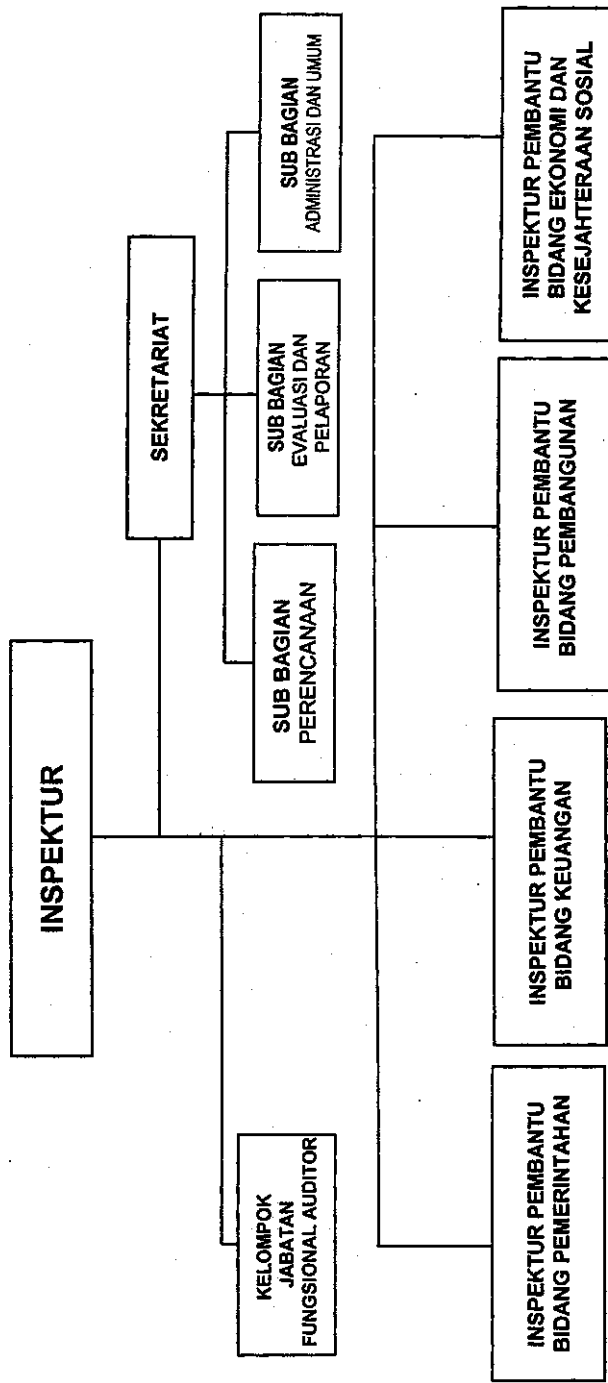 INSPEKTUR
SEKRETARIAT
KELOMPOK
JABATAN
FUNGSIONAL AUDITOR
SUB BAGIAN
PERENCANAAN
SUB BAGIAN
EVALUASI DAN
PELAPORAN
SUB BAGIAN
ADMINISTRASI DAN UMUM
INSPEKTUR PEMBANTU
BIDANG PEMERINTAHAN
INSPEKTUR PEMBANTU
BIDANG KEUANGAN
INSPEKTUR PEMBANTU
BIDANG PEMBANGUNAN
INSPEKTUR PEMBANTU
BIDANG EKONOMI DAN
KESEJAHTERAAN SOSIAL